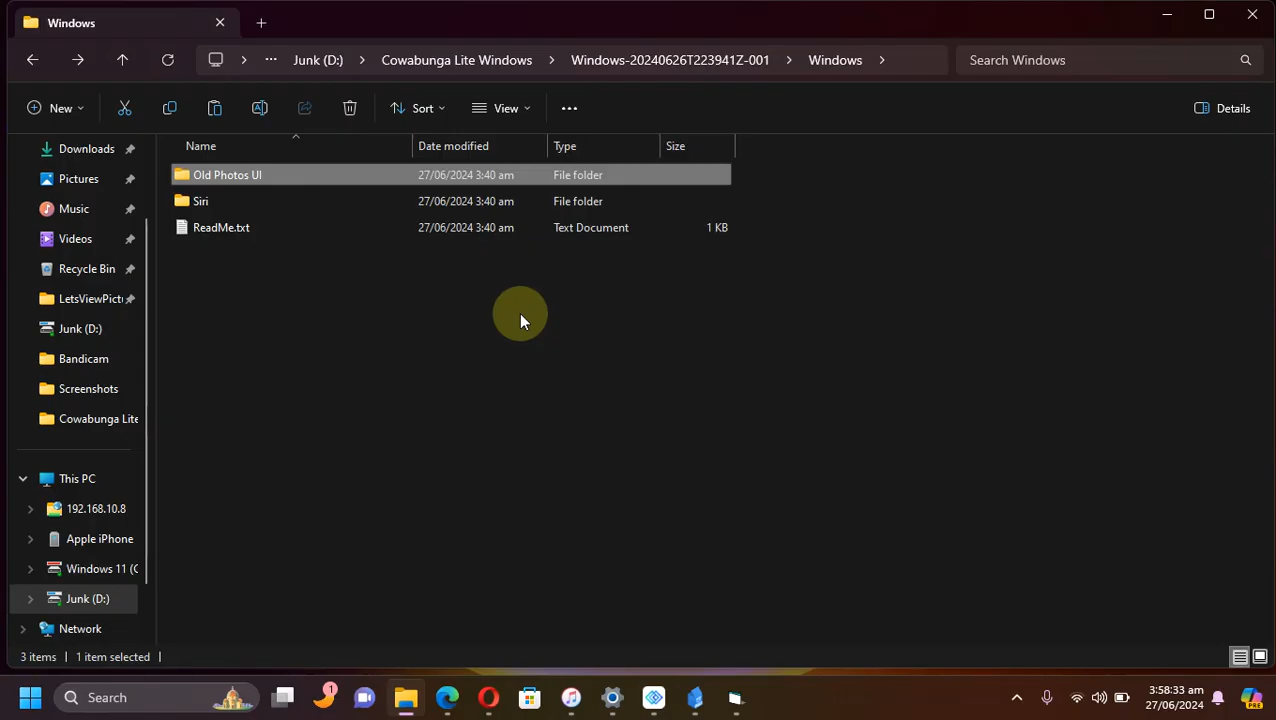 Windows
Junk (D:)
Cowabunga Lite Windows
Windows-20240626T223941Z-001
Windows
Search Windows
New
Sort
View
Details
Name
Date modified
Type
Size
Old Photos UI
27/06/2024 3:40 am
File folder
Siri
27/06/2024 3:40 am
File folder
ReadMe.txt
27/06/2024 3:40 am
Text Document
1 KB
Downloads
Pictures
Music
Videos
Recycle Bin
LetsViewPict
Junk (D:)
Bandicam
Screenshots
Cowabunga Lite
This PC
192.168.10.8
Apple iPhone
Windows 11 (C
Junk (D:)
Network
3 items
1 item selected
Search
1
3:58:33 am
27/06/2024
PRE